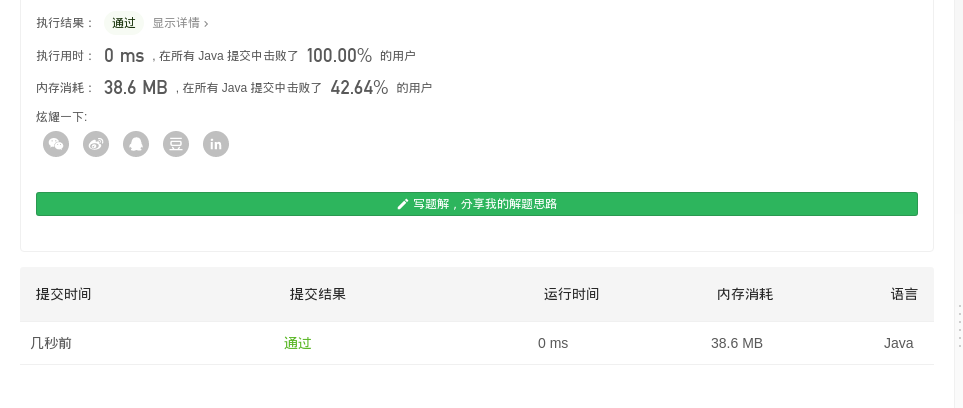 执行结果： 通过 显示详情 ›
执行用时： 0 ms , 在所有 Java 提交中击败了 100.00% 的用户
内存消耗： 38.6 MB , 在所有 Java 提交中击败了 42.64% 的用户
炫耀一下:
豆 in
写题解，分享我的解题思路
提交时间 提交结果 运行时间 内存消耗 语言
几秒前 通过 0 ms 38.6 MB Java